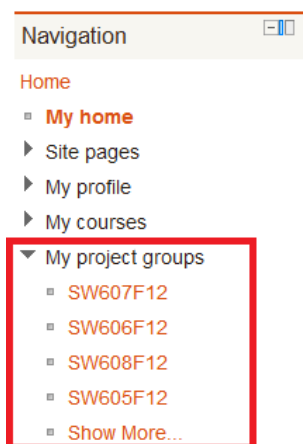 Navigation
Home
My home
Site pages
My profile
My courses
My project groups
SW607F12
SW606F12
SW608F12
SW605F12
Show More...